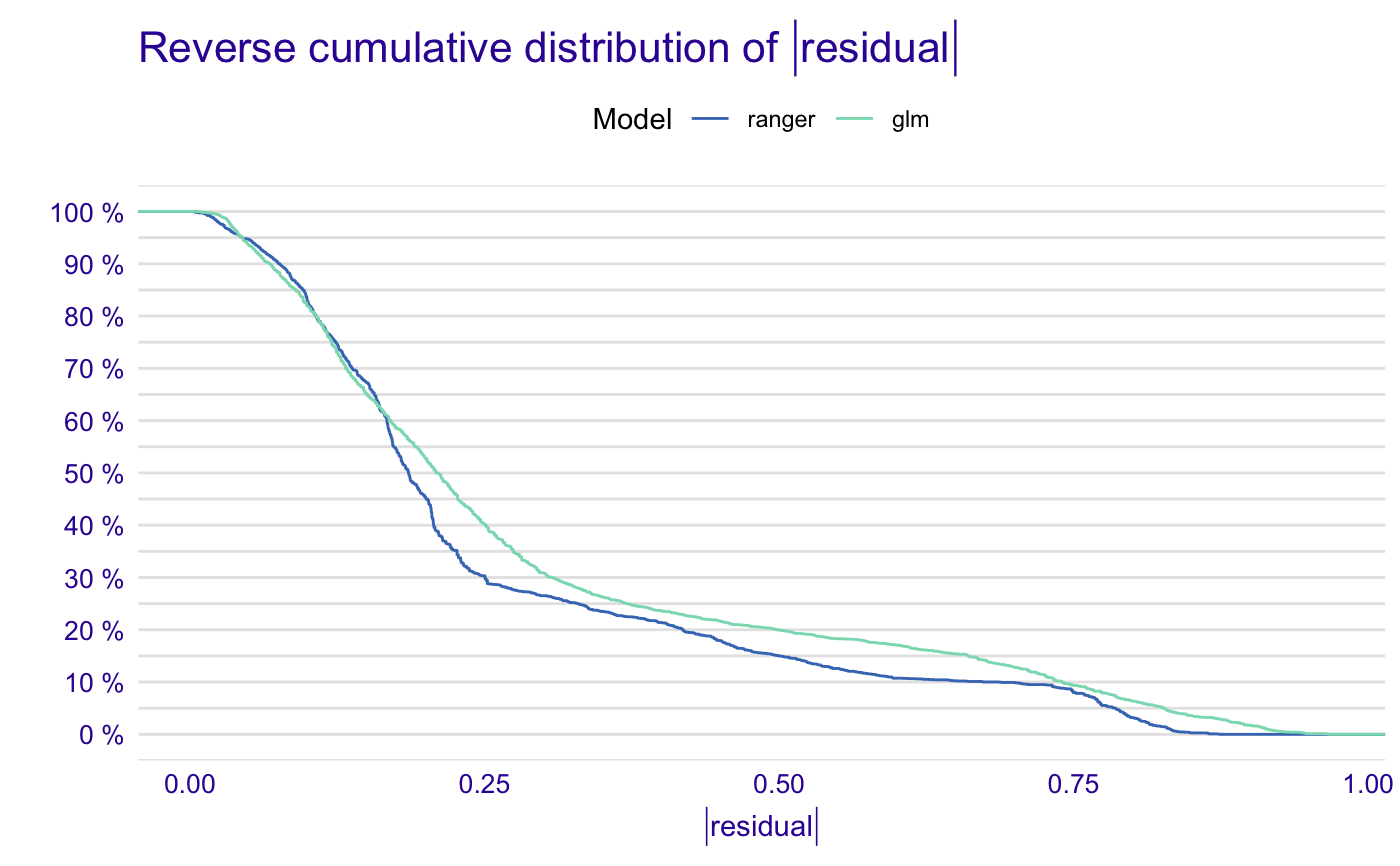 Reverse cumulative distribution of |residual|
Model ranger glm
100 %
90 %
80 %
70 %
60 %
50 %
40 %
30 %
20 %
10 %
0 %
0.00 0.25 0.50 0.75 1.00
|residual|